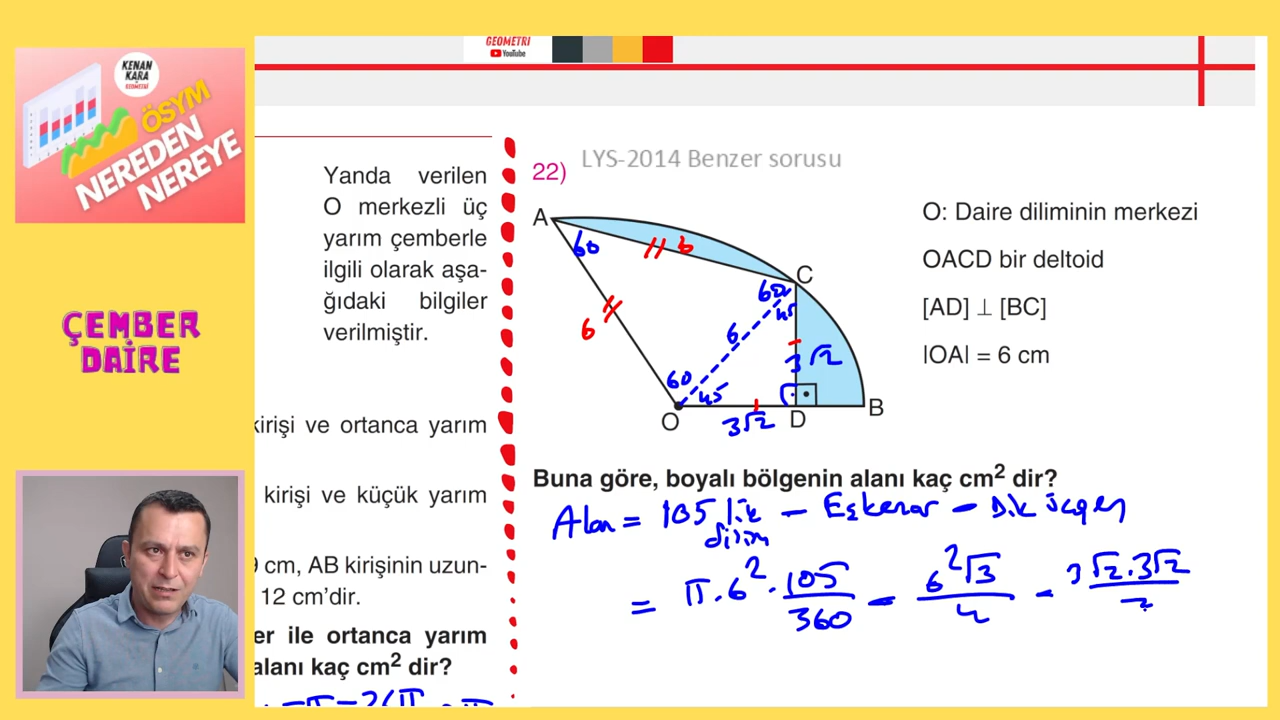 GEOMETRİ
YouTube
KENAN
KARA
GEOMETRİ
ÖSYM
NEREDEN
NEREYE
ÇEMBER
DAİRE
Yanda verilen
O merkezli üç
yarım çemberle
ilgili olarak aşa-
ğıdaki bilgiler
verilmiştir.
kirişi ve ortanca yarım
kirişi ve küçük yarım
9 cm, AB kirişinin uzun-
12 cm'dir.
er ile ortanca yarım
alanı kaç cm² dir?
22) LYS-2014 Benzer sorusu
A
60
6
6
C
60
45
6
3√2
60
45
O
3√2
D
B
O: Daire diliminin merkezi
OACD bir deltoid
[AD] ⊥ [BC]
|OA| = 6 cm
Buna göre, boyalı bölgenin alanı kaç cm² dir?
Alan = 105 lik dilim - Eşkenar - Dik üçgen
= π.6² . 105/360 - 6²√3/4 - 3√2.3√2/2